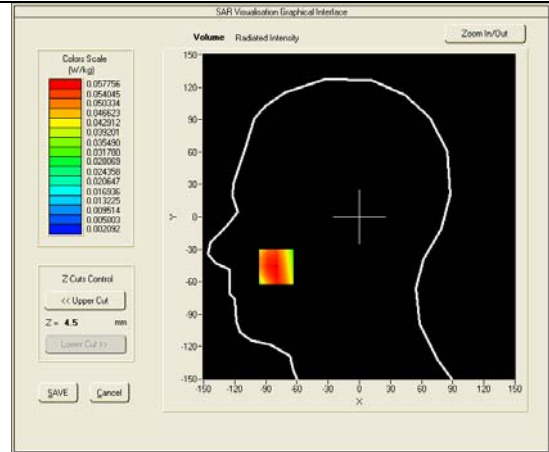 SAR Visualisation Graphical Interface
Volume Radiated Intensity
Zoom In/Out
Colors Scale
(W/kg)
0.057756
0.054045
0.050334
0.046623
0.042912
0.039201
0.035490
0.031780
0.028069
0.024358
0.020647
0.016936
0.013225
0.009514
0.005803
0.002092
Z Cuts Control
<< Upper Cut
Z = 4.5 mm
Lower Cut >>
SAVE Cancel
150
120
90
60
30
0
-30
-60
-90
-120
-150
Y
-150 -120 -90 -60 -30 0 30 60 90 120 150
X